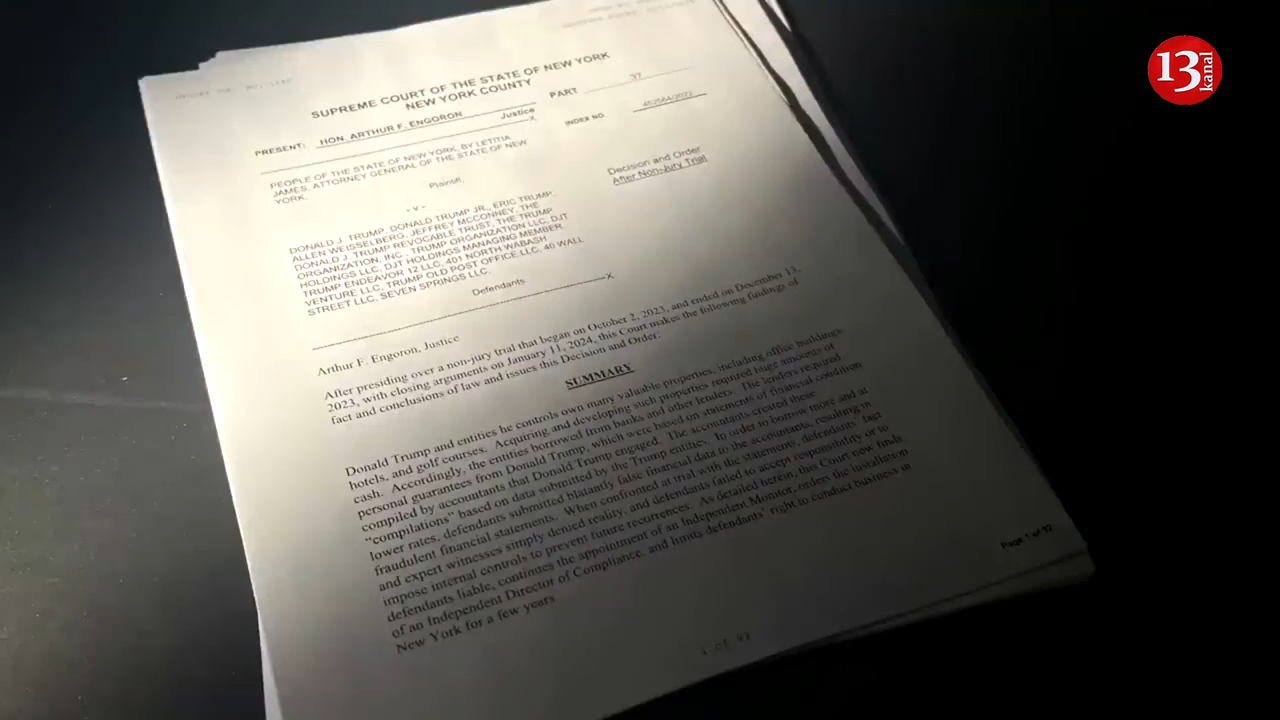 13
kanal
SUPREME COURT OF THE STATE OF NEW YORK
NEW YORK COUNTY
PRESENT: HON. ARTHUR F. ENGORON Justice PART 37
X
INDEX NO. 452564/2022
PEOPLE OF THE STATE OF NEW YORK, BY LETITIA
JAMES, ATTORNEY GENERAL OF THE STATE OF NEW
YORK,
Plaintiff,
- v -
Decision and Order
After Non-Jury Trial
DONALD J. TRUMP, DONALD TRUMP JR., ERIC TRUMP,
ALLEN WEISSELBERG, JEFFREY MCCONNEY, THE
DONALD J. TRUMP REVOCABLE TRUST, THE TRUMP
ORGANIZATION, INC., TRUMP ORGANIZATION LLC, DJT
HOLDINGS LLC, DJT HOLDINGS MANAGING MEMBER
TRUMP ENDEAVOR 12 LLC, 401 NORTH WABASH
VENTURE LLC, TRUMP OLD POST OFFICE LLC, 40 WALL
STREET LLC, SEVEN SPRINGS LLC,
Defendants
X
Arthur F. Engoron, Justice
After presiding over a non-jury trial that began on October 2, 2023, and ended on December 13,
2023, with closing arguments on January 11, 2024, this Court makes the following findings of
fact and conclusions of law and issues this Decision and Order:
SUMMARY
Donald Trump and entities he controls own many valuable properties, including office buildings,
hotels, and golf courses. Acquiring and developing such properties required huge amounts of
cash. Accordingly, the entities borrowed from banks and other lenders. The lenders required
personal guarantees from Donald Trump, which were based on statements of financial condition
compiled by accountants that Donald Trump engaged. The accountants created these
“compilations” based on data submitted by the Trump entities. In order to borrow more and at
lower rates, defendants submitted blatantly false financial data to the accountants, resulting in
fraudulent financial statements. When confronted at trial with the statements, defendants’ fact
and expert witnesses simply denied reality, and defendants failed to accept responsibility or to
impose internal controls to prevent future recurrences. As detailed herein, this Court now finds
defendants liable, continues the appointment of an Independent Monitor, orders the installation
of an Independent Director of Compliance, and limits defendants’ right to conduct business in
New York for a few years
Page 1 of 92
1 of 92